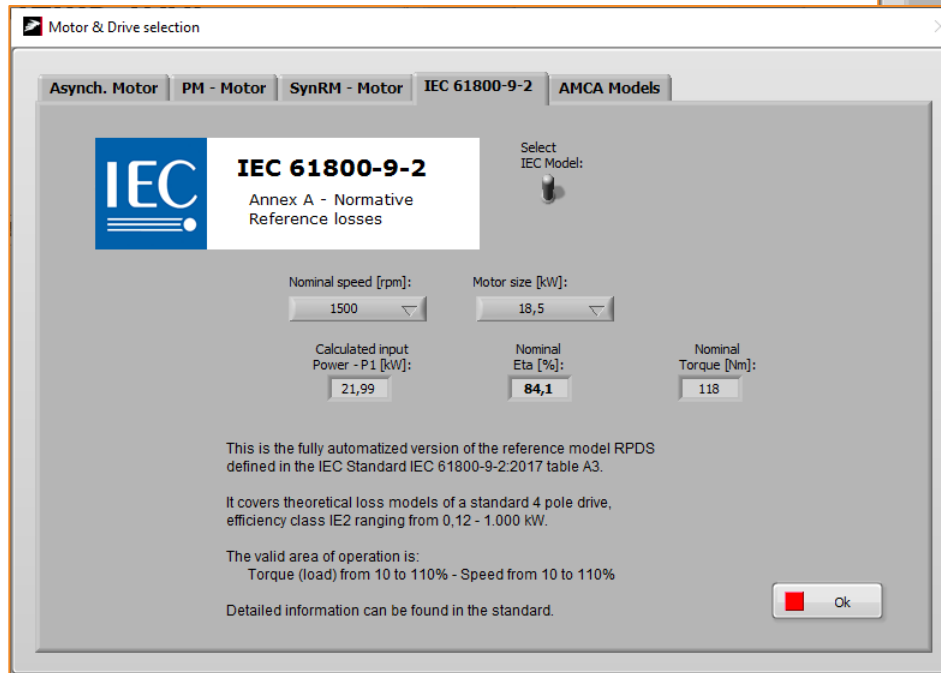 Motor & Drive selection
Asynch. Motor
PM - Motor
SynRM - Motor
IEC 61800-9-2
AMCA Models
IEC
IEC 61800-9-2
Annex A - Normative
Reference losses
Select
IEC Model:
Nominal speed [rpm]:
Motor size [kW]:
1500
18,5
Calculated input
Power - P1 [kW]:
Nominal
Eta [%]:
Nominal
Torque [Nm]:
21,99
84,1
118
This is the fully automatized version of the reference model RPDS
defined in the IEC Standard IEC 61800-9-2:2017 table A3.
It covers theoretical loss models of a standard 4 pole drive,
efficiency class IE2 ranging from 0,12 - 1.000 kW.
The valid area of operation is:
Torque (load) from 10 to 110% - Speed from 10 to 110%
Detailed information can be found in the standard.
Ok